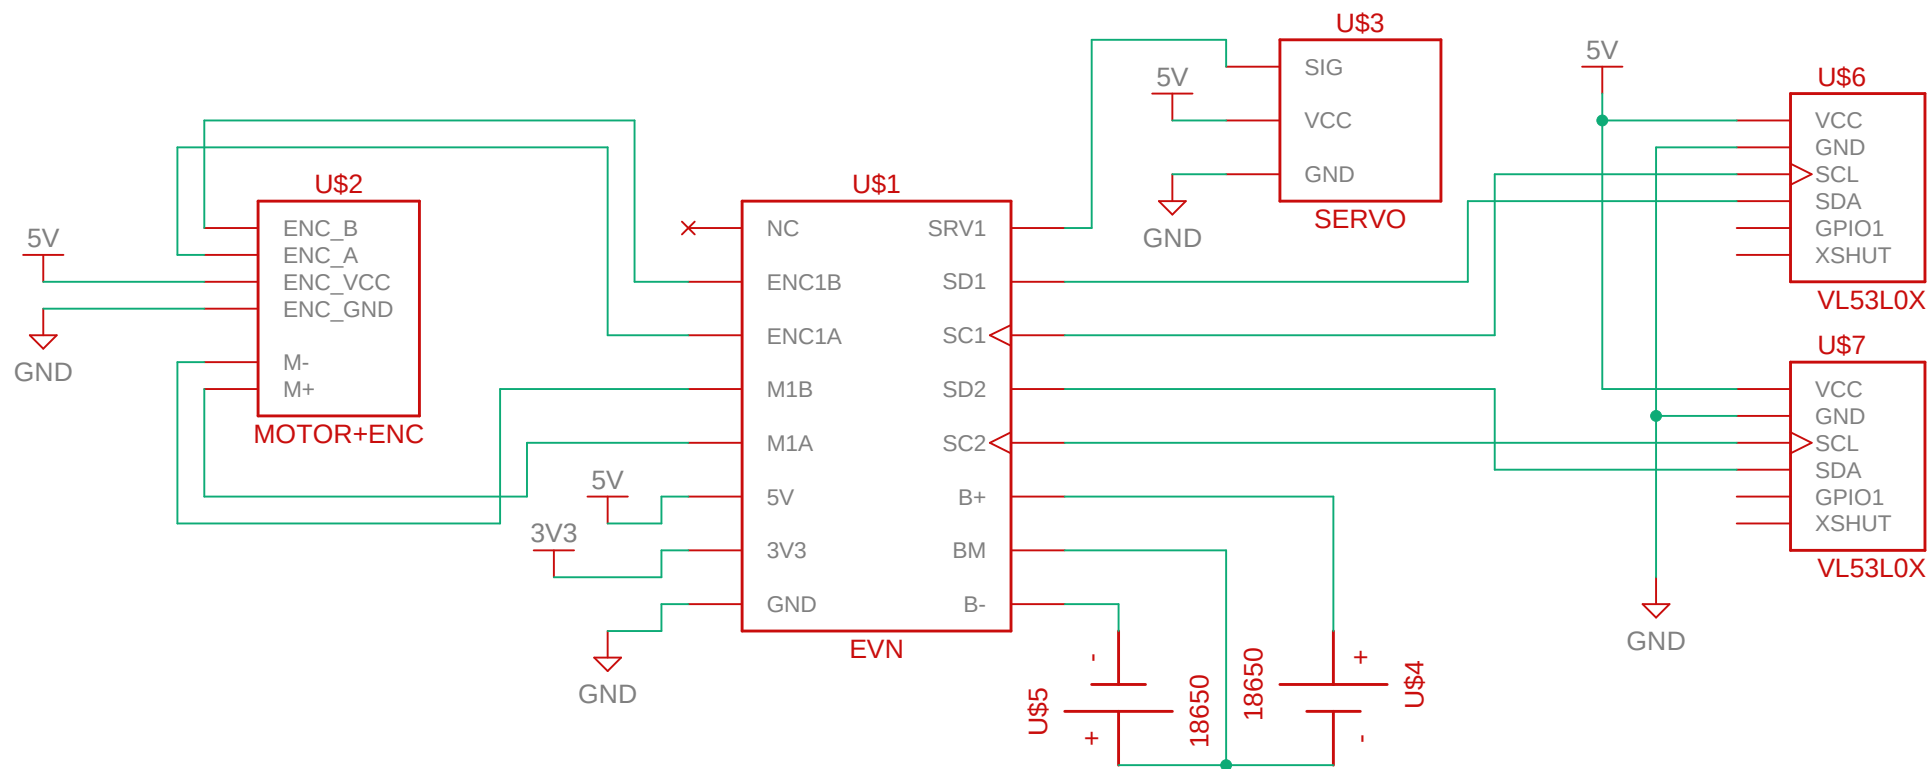 U$3
SIG
5V
VCC
GND
GND
SERVO
5V
U$6
VCC
GND
SCL
SDA
GPIO1
XSHUT
VL53L0X
U$2
ENC_B
ENC_A
5V
ENC_VCC
ENC_GND
GND
M-
M+
MOTOR+ENC
U$1
NC
SRV1
ENC1B
SD1
ENC1A
SC1
M1B
SD2
M1A
SC2
5V
5V
B+
3V3
3V3
BM
GND
B-
GND
EVN
U$7
VCC
GND
SCL
SDA
GPIO1
XSHUT
VL53L0X
GND
-
U$5
+
18650
18650
+
U$4
-